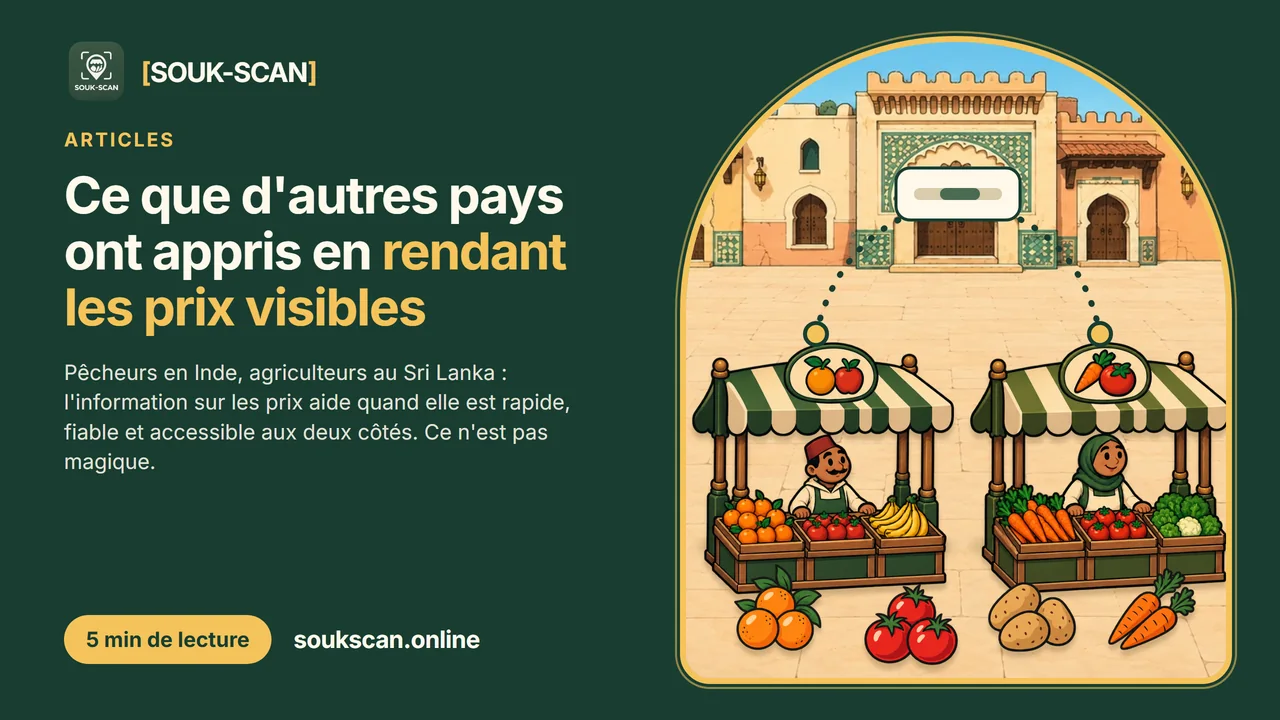 SOUK-SCAN
[SOUK-SCAN]
ARTICLES
Ce que d'autres pays
ont appris en rendant
les prix visibles
Pêcheurs en Inde, agriculteurs au Sri Lanka :
l'information sur les prix aide quand elle est rapide,
fiable et accessible aux deux côtés. Ce n'est pas
magique.
5 min de lecture
soukscan.online